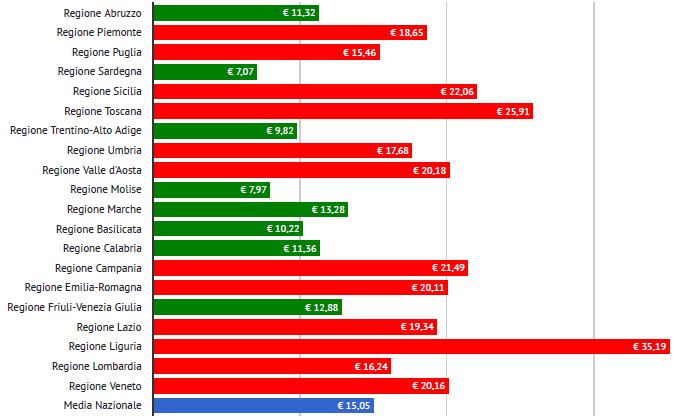 Regione Abruzzo € 11,32
Regione Piemonte € 18,65
Regione Puglia € 15,46
Regione Sardegna € 7,07
Regione Sicilia € 22,06
Regione Toscana € 25,91
Regione Trentino-Alto Adige € 9,82
Regione Umbria € 17,68
Regione Valle d'Aosta € 20,18
Regione Molise € 7,97
Regione Marche € 13,28
Regione Basilicata € 10,22
Regione Calabria € 11,36
Regione Campania € 21,49
Regione Emilia-Romagna € 20,11
Regione Friuli-Venezia Giulia € 12,88
Regione Lazio € 19,34
Regione Liguria € 35,19
Regione Lombardia € 16,24
Regione Veneto € 20,16
Media Nazionale € 15,05